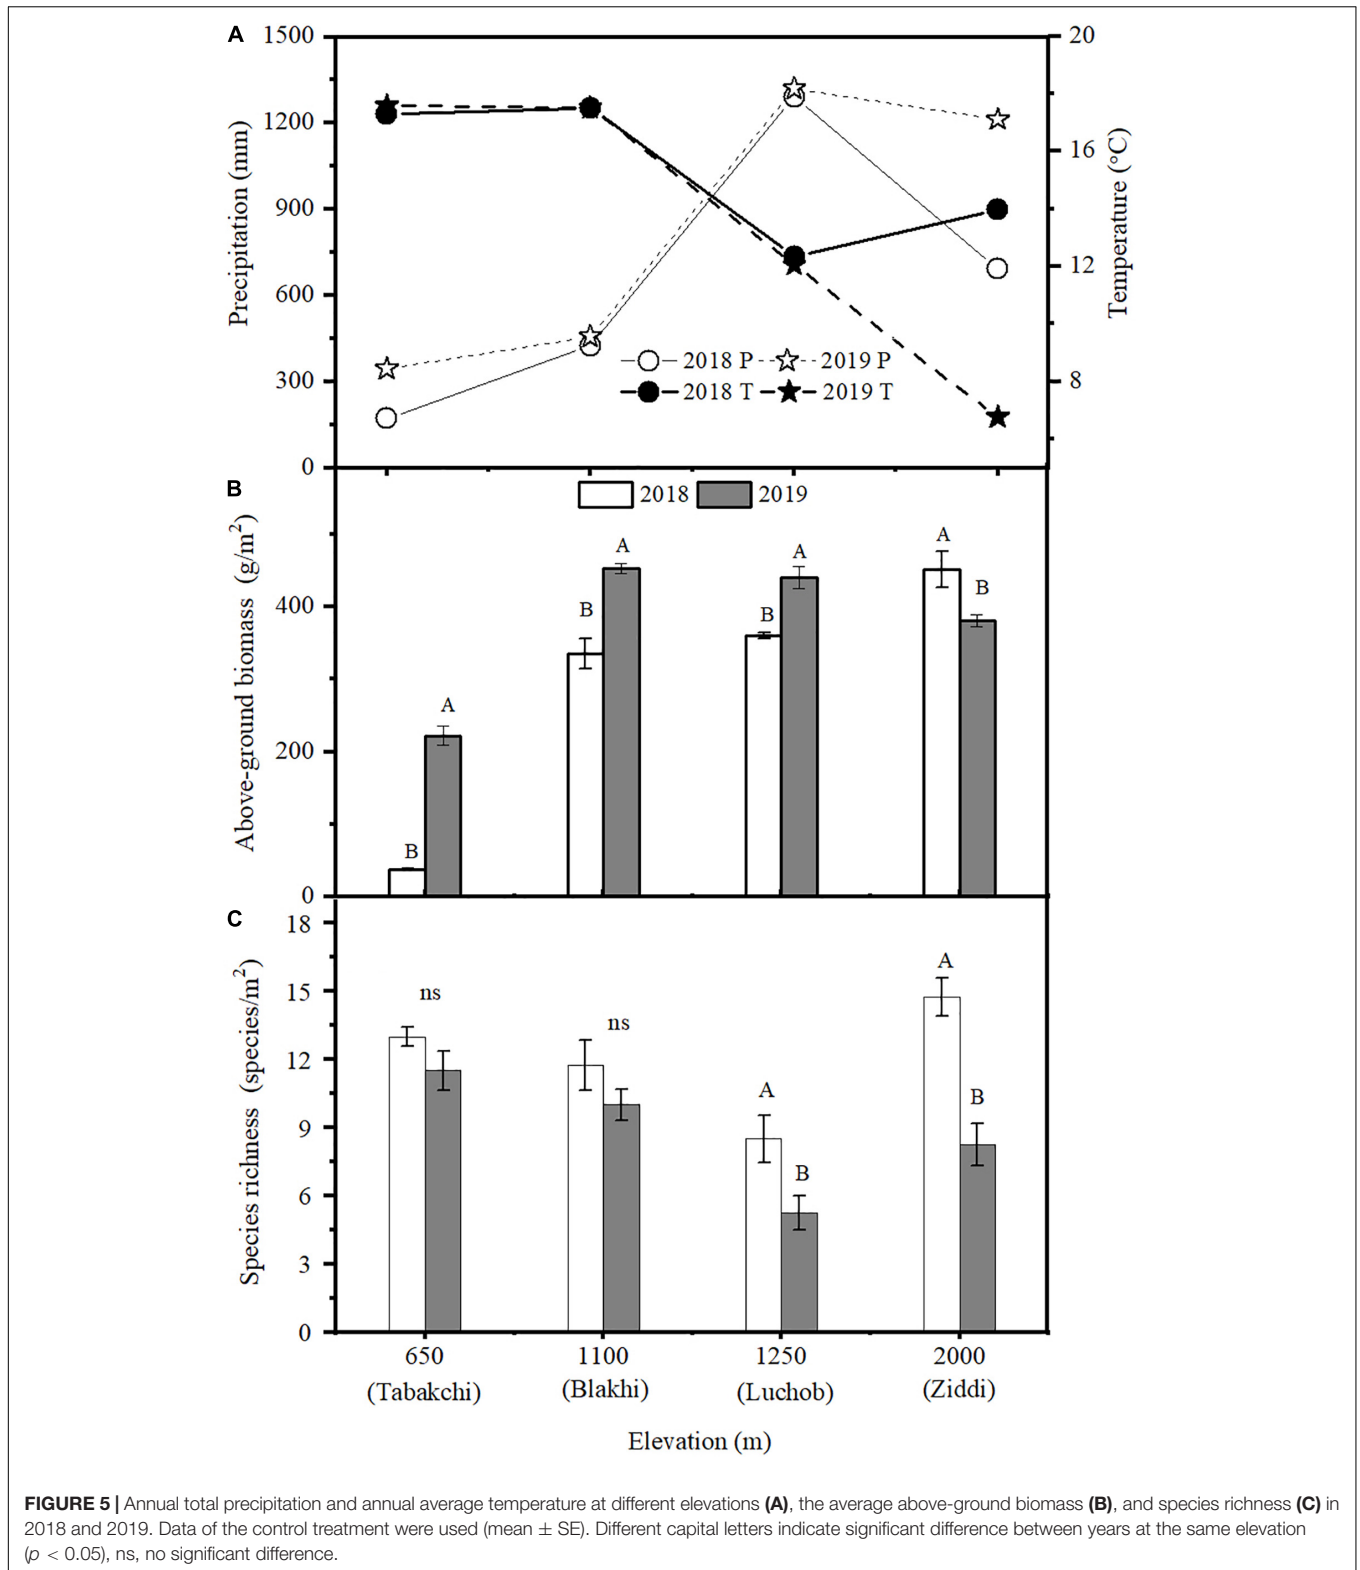 A
1500
1200
900
600
300
0
Precipitation (mm)
20
16
12
8
Temperature (°C)
2018 P
2019 P
2018 T
2019 T
B
2018
2019
400
200
0
Above-ground biomass (g/m²)
B
A
B
A
B
A
A
B
C
18
15
12
9
6
3
0
Species richness (species/m²)
ns
ns
A
B
A
B
650
1100
1250
2000
(Tabakchi)
(Blakhi)
(Luchob)
(Ziddi)
Elevation (m)
FIGURE 5 | Annual total precipitation and annual average temperature at different elevations (A), the average above-ground biomass (B), and species richness (C) in
2018 and 2019. Data of the control treatment were used (mean ± SE). Different capital letters indicate significant difference between years at the same elevation
(p < 0.05), ns, no significant difference.